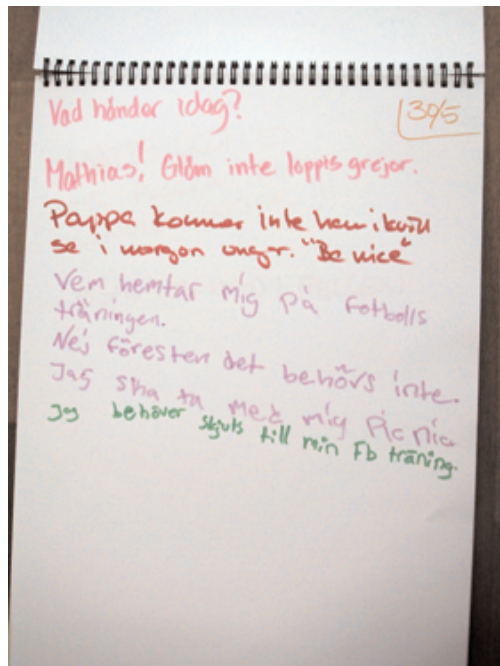 Vad händer idag?
30/5
Mathias! Glöm inte loppis grejor.
Pappa kommer inte hem ikväll
se i morgon ungar. "Be nice"
Vem hemtar mig på fotbolls
träningen.
Nej föresten det behövs inte.
Jag ska ta med mig Picnic
Jag behöver skjuts till min Fb träning.